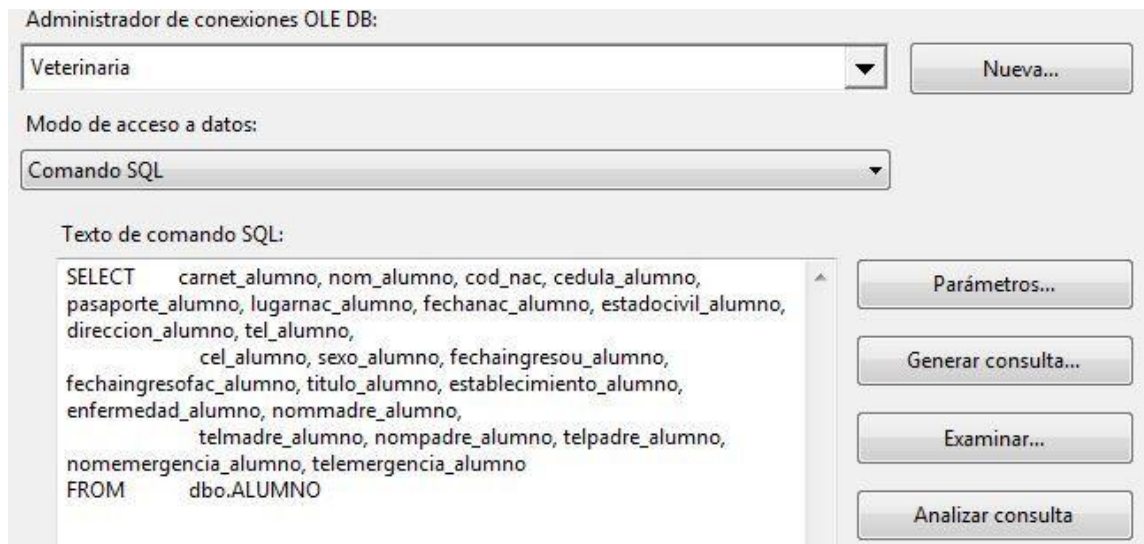 Administrador de conexiones OLE DB:
Veterinaria
Nueva...
Modo de acceso a datos:
Comando SQL
Texto de comando SQL:
SELECT carnet_alumno, nom_alumno, cod_nac, cedula_alumno,
pasaporte_alumno, lugarnac_alumno, fechanac_alumno, estadocivil_alumno,
direccion_alumno, tel_alumno,
cel_alumno, sexo_alumno, fechaingresou_alumno,
fechaingresofac_alumno, titulo_alumno, establecimiento_alumno,
enfermedad_alumno, nommadre_alumno,
telmadre_alumno, nompadre_alumno, telpadre_alumno,
nomemergencia_alumno, telemergencia_alumno
FROM dbo.ALUMNO
Parámetros...
Generar consulta...
Examinar...
Analizar consulta